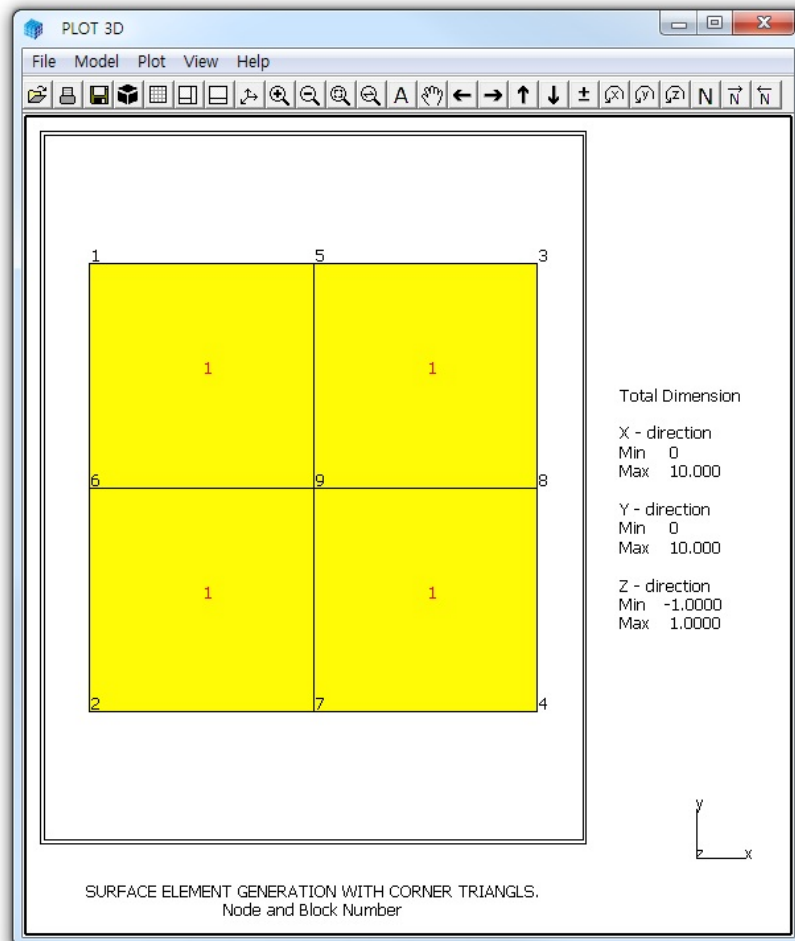 PLOT 3D
File Model Plot View Help
A x y z N N N
1 5 3
1 1
6 9 8
1 1
2 7 4
Total Dimension
X - direction
Min 0
Max 10.000
Y - direction
Min 0
Max 10.000
Z - direction
Min -1.0000
Max 1.0000
y
z x
SURFACE ELEMENT GENERATION WITH CORNER TRIANGLS.
Node and Block Number